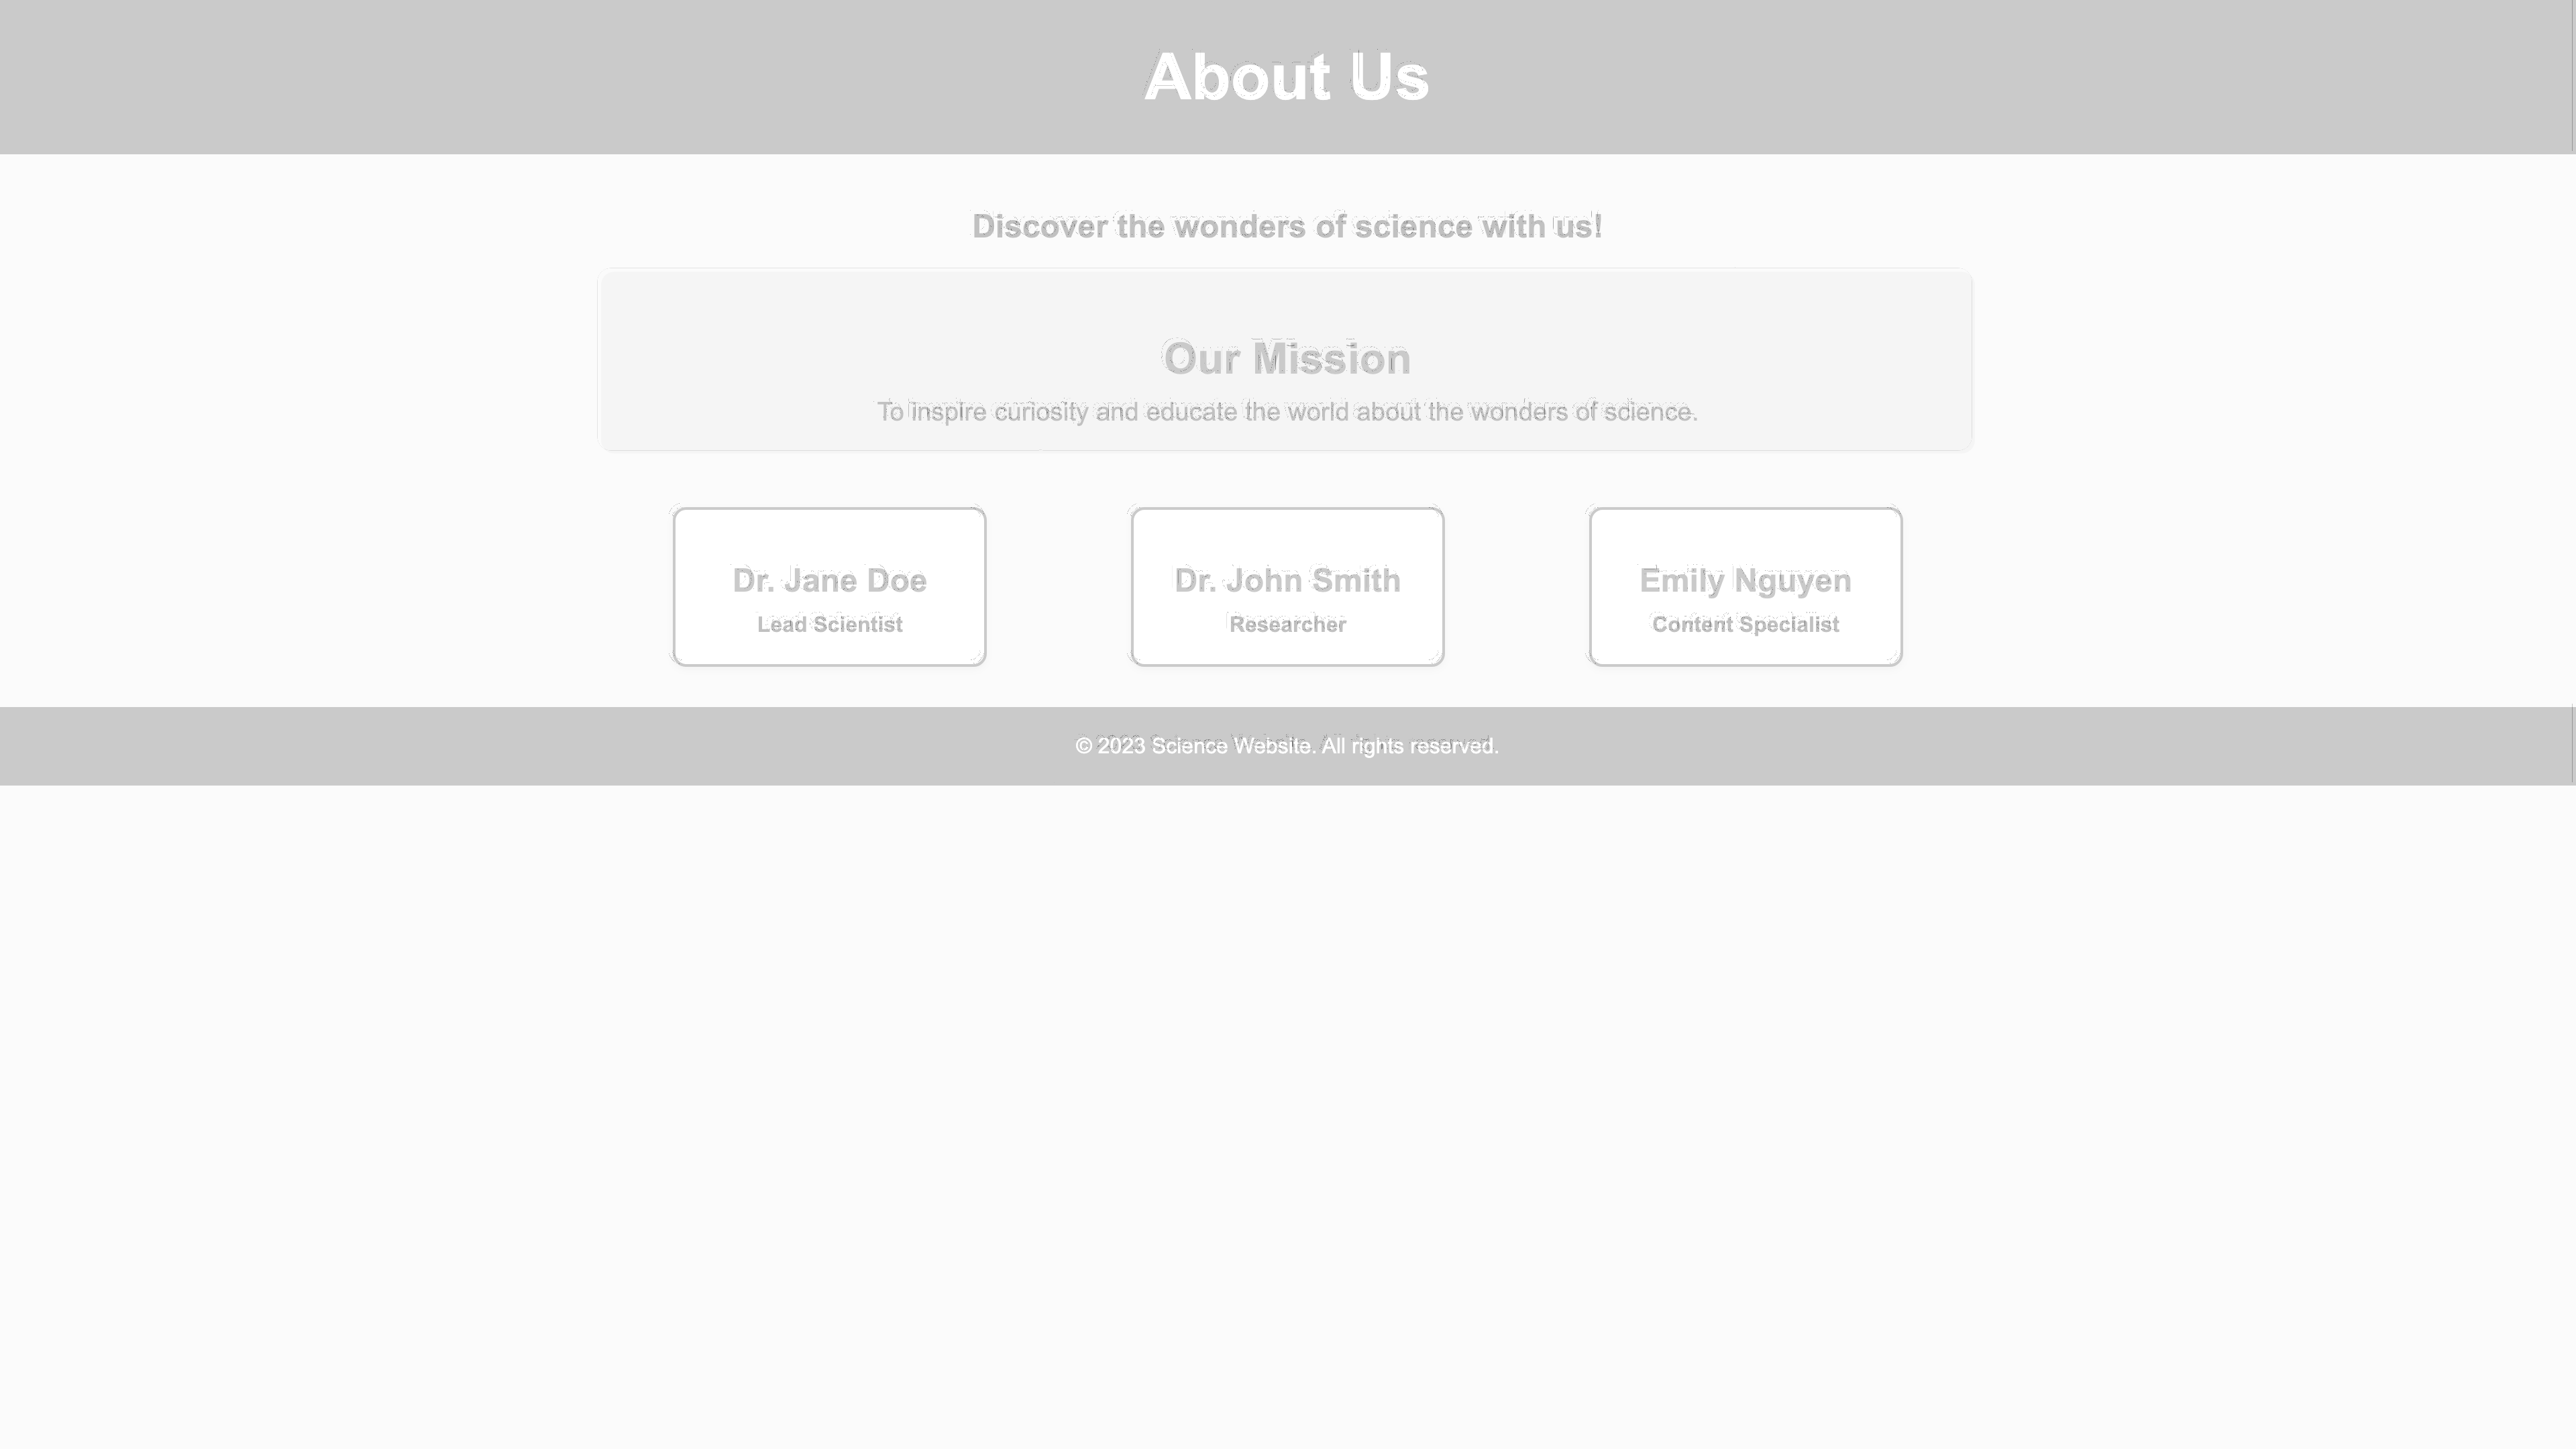 About Us
Discover the wonders of science with us!
Our Mission
To inspire curiosity and educate the world about the wonders of science.
Dr. Jane Doe
Lead Scientist
Dr. John Smith
Researcher
Emily Nguyen
Content Specialist
© 2023 Science Website. All rights reserved.